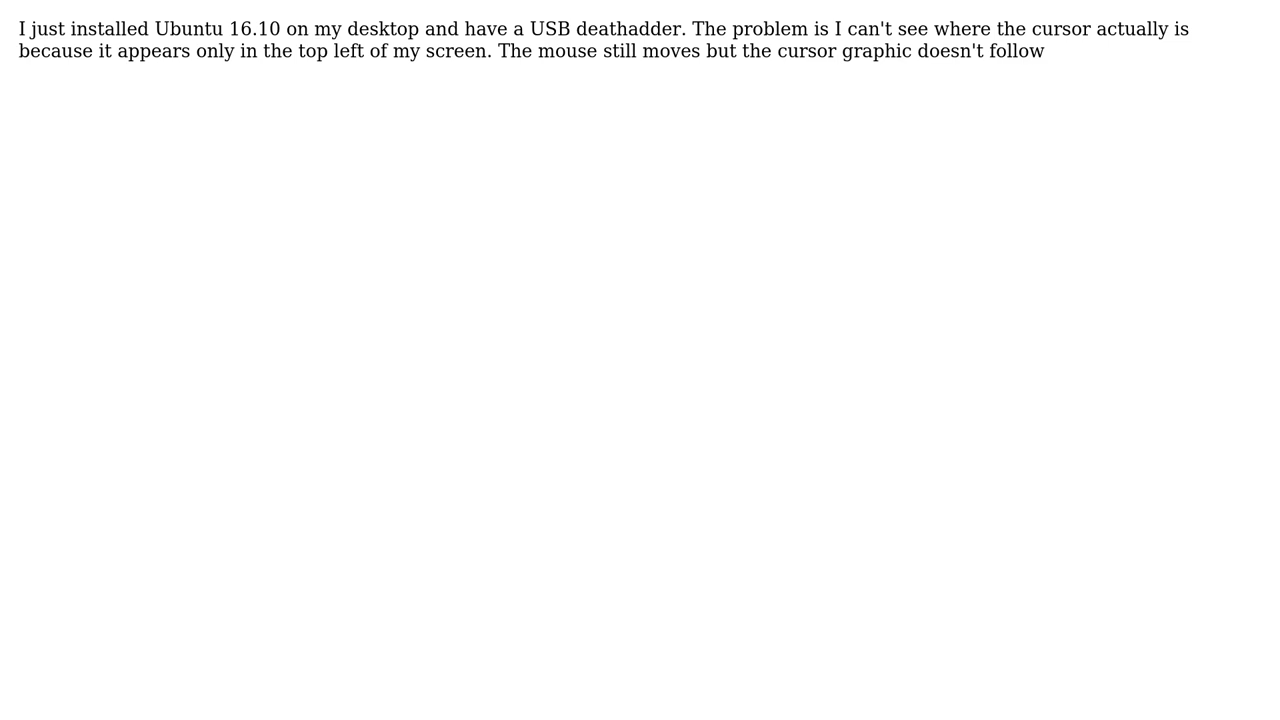 I just installed Ubuntu 16.10 on my desktop and have a USB deathadder. The problem is I can't see where the cursor actually is
because it appears only in the top left of my screen. The mouse still moves but the cursor graphic doesn't follow